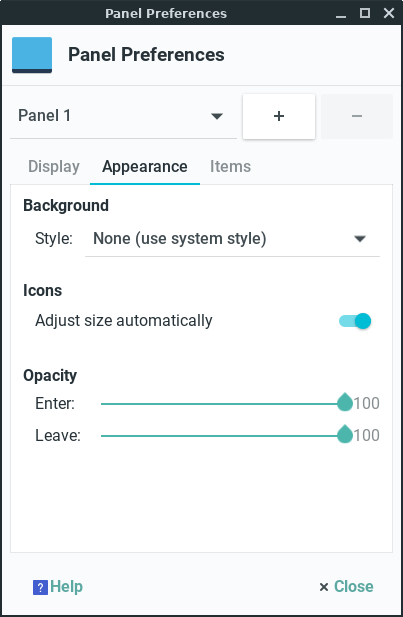 Panel Preferences
Panel Preferences
Panel 1
+ −
Display Appearance Items
Background
Style: None (use system style)
Icons
Adjust size automatically
Opacity
Enter: 100
Leave: 100
? Help × Close